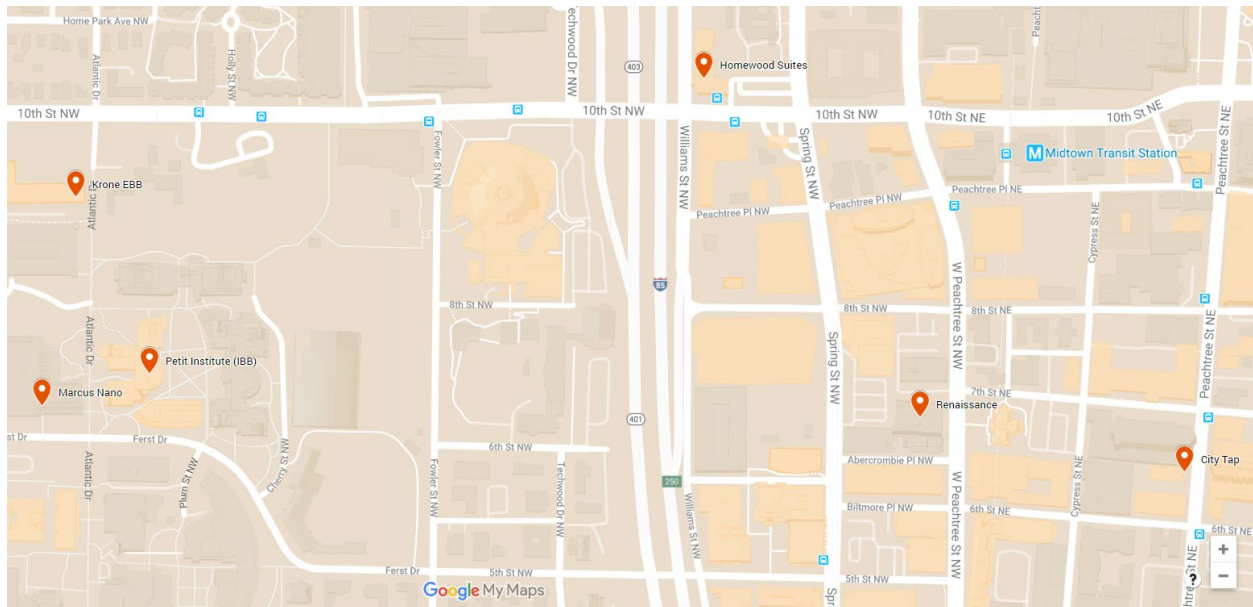 Home Park Ave NW
Atlantic Dr
Holly St NW
Techwood Dr NW
403
Homewood Suites
Spring St NW
Peachtree St NE
10th St NW
10th St NW
10th St NW
10th St NE
10th St NE
Fowler St NW
Williams St NW
M Midtown Transit Station
Krone EBB
Atlantic Dr
Peachtree Pl NE
Peachtree Pl NW
Peachtree Pl NW
Cypress St NE
W Peachtree St NW
85
8th St NW
8th St NW
8th St NE
Atlantic Dr
Peachtree St NE
Spring St NW
Petit Institute (IBB)
Marcus Nano
7th St NE
Renaissance
401
Ferst Dr
6th St NW
City Tap
Abercrombie Pl NW
Atlantic Dr
Plum St NW
Cherry St NW
Fowler St NW
Techwood Dr NW
250
Williams St NW
W Peachtree St NW
Cypress St NE
Biltmore Pl NW
6th St NE
6th St NE
Peachtree St NE
Ferst Dr
5th St NW
5th St NW
Google My Maps
Spr
+
?
−